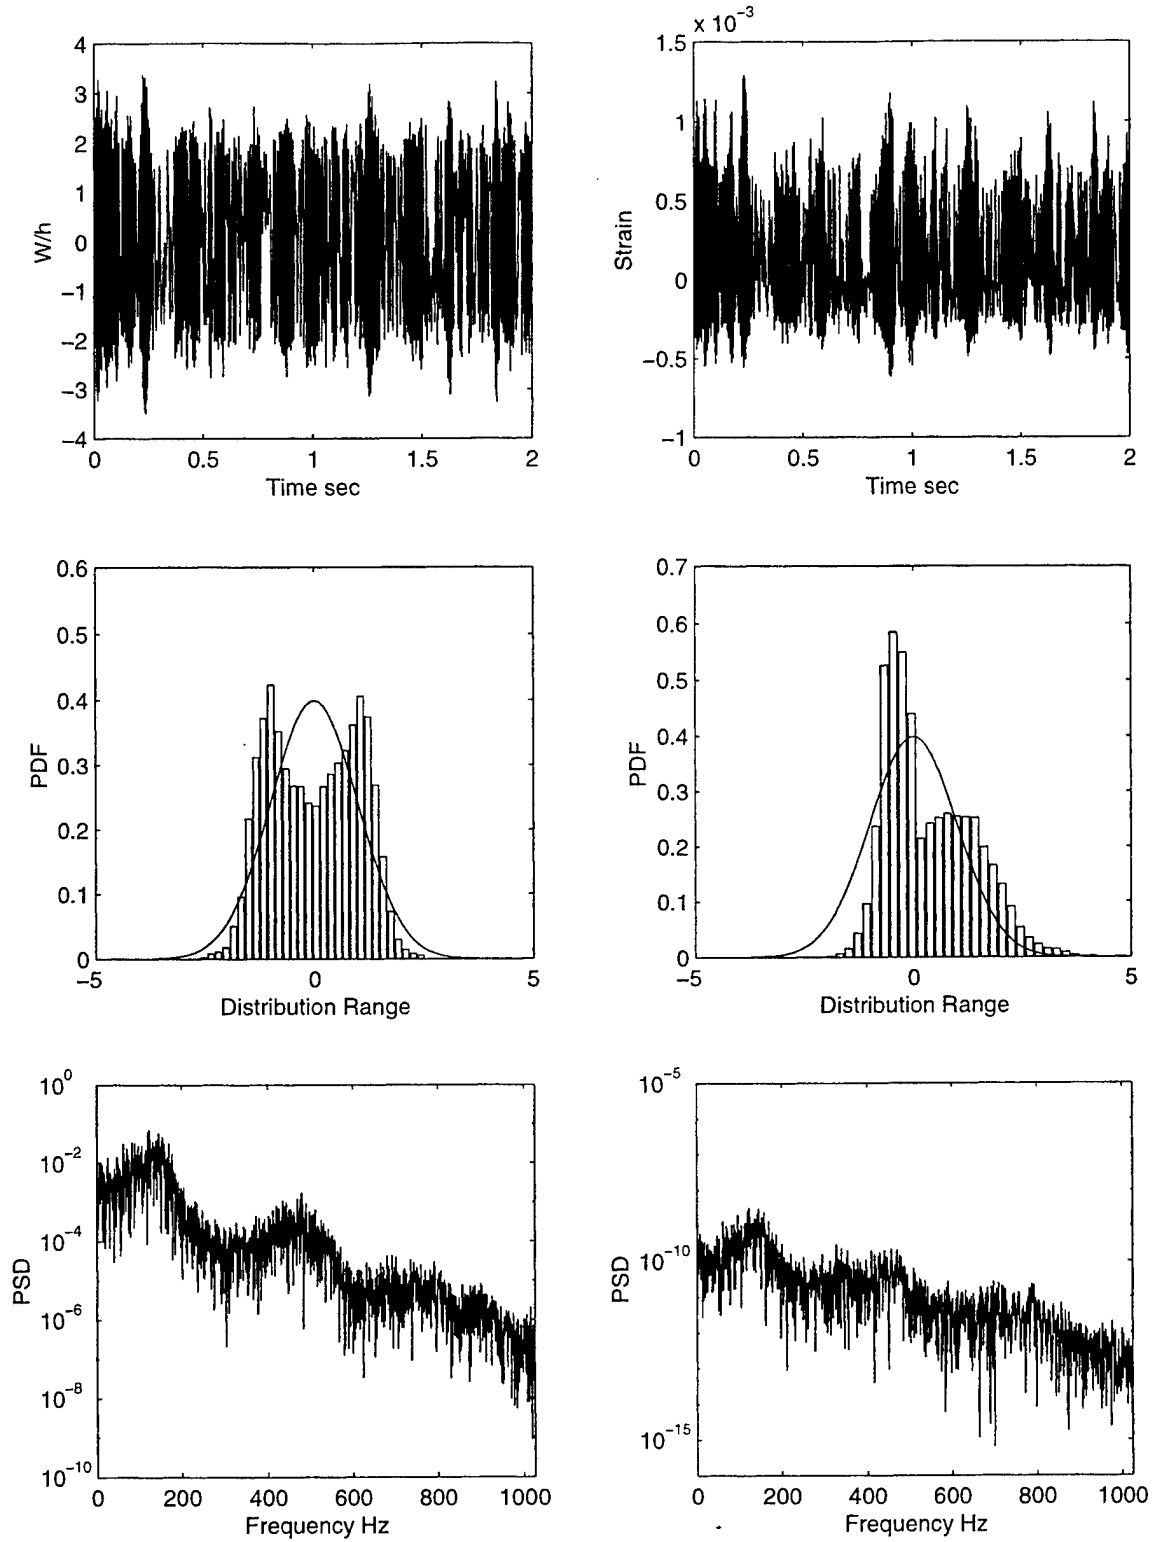 4
3
2
1
0
−1
−2
−3
−4
W/h
0 0.5 1 1.5 2
Time sec
x 10−3
1.5
1
0.5
0
−0.5
−1
Strain
0 0.5 1 1.5 2
Time sec
0.6
0.5
0.4
0.3
0.2
0.1
0
PDF
−5 0 5
Distribution Range
0.7
0.6
0.5
0.4
0.3
0.2
0.1
0
PDF
−5 0 5
Distribution Range
10^0
10^−2
10^−4
10^−6
10^−8
10^−10
PSD
0 200 400 600 800 1000
Frequency Hz
10^−5
10^−10
10^−15
PSD
0 200 400 600 800 1000
Frequency Hz